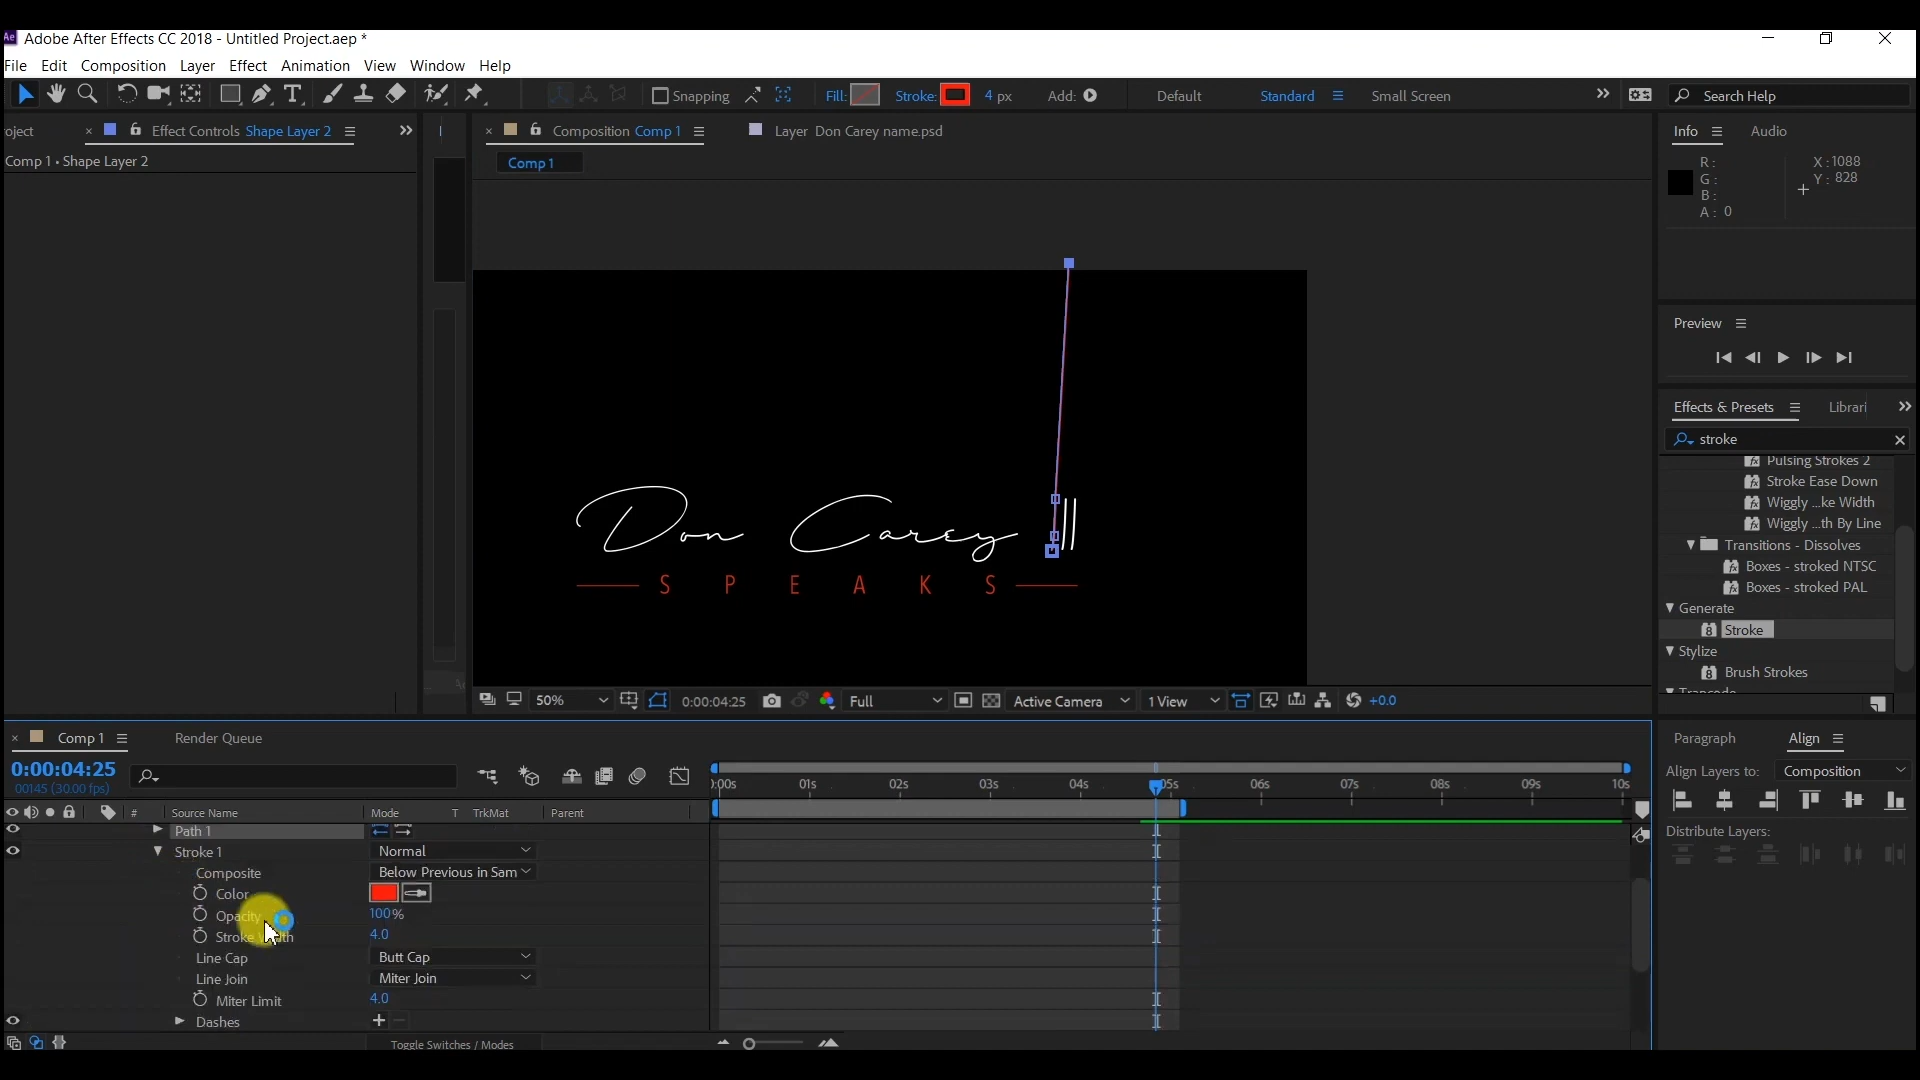 Ae Adobe After Effects CC 2018 - Untitled Project.aep *
File Edit Composition Layer Effect Animation View Window Help
Snapping Fill: Stroke: 4 px Add: Default Standard Small Screen Search Help
oject × Effect Controls Shape Layer 2 × Composition Comp 1 Layer Don Carey name.psd Info Audio
Comp 1 • Shape Layer 2
Comp 1
R: X : 1088
G: Y : 828
B:
A: 0
Preview
Effects & Presets Librari
stroke
Pulsing Strokes 2
Stroke Ease Down
Wiggly ...ke Width
Wiggly ...th By Line
Transitions - Dissolves
Boxes - stroked NTSC
Boxes - stroked PAL
Generate
Stroke
Stylize
Brush Strokes
Don Carey II
SPEAKS
50% 0:00:04:25 Full Active Camera 1 View +0.0
× Comp 1 Render Queue
0:00:04:25
00145 (30.00 fps)
:00s 01s 02s 03s 04s 05s 06s 07s 08s 09s 10s
# Source Name Mode T TrkMat Parent
Path 1
Stroke 1 Normal
Composite Below Previous in Sam
Color
Opacity 100%
Stroke Width 4.0
Line Cap Butt Cap
Line Join Miter Join
Miter Limit 4.0
Dashes + −
Toggle Switches / Modes
Paragraph Align
Align Layers to: Composition
Distribute Layers: